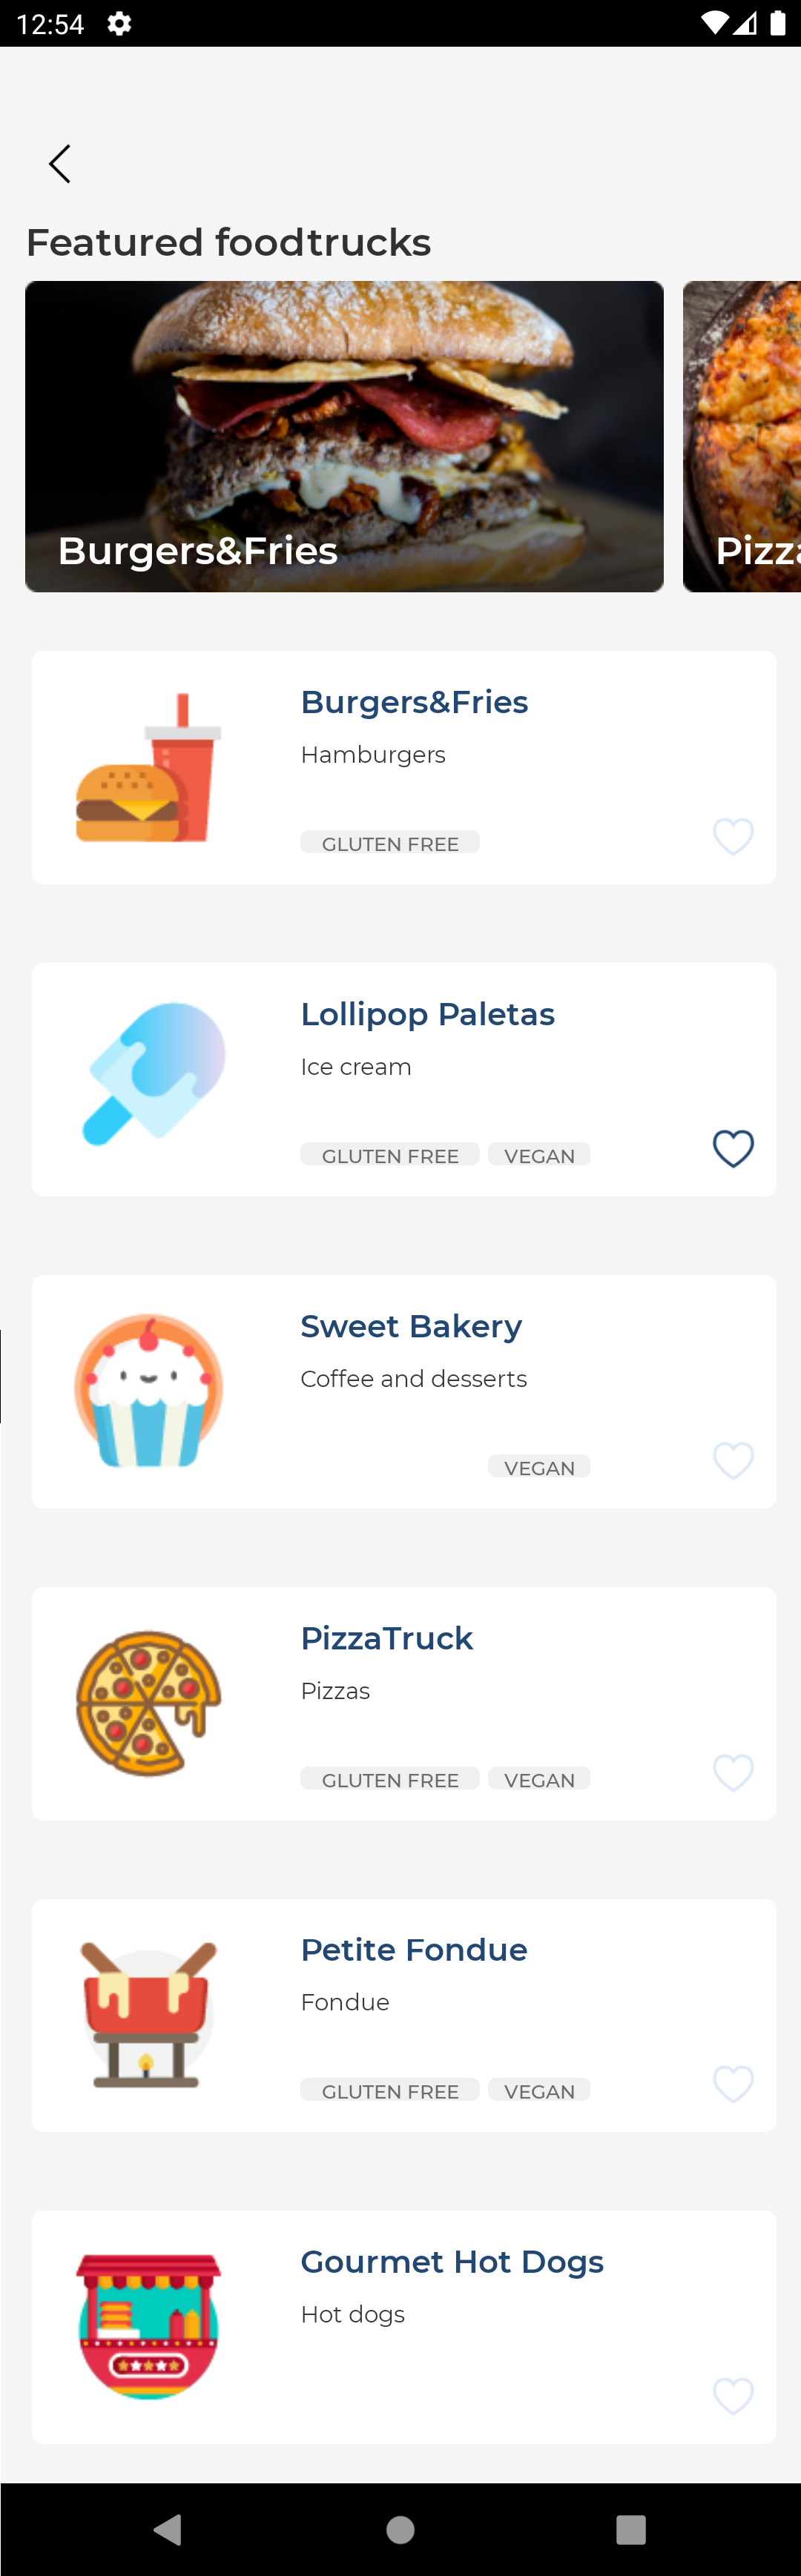 12:54
Featured foodtrucks
Burgers&Fries
Pizza
Burgers&Fries
Hamburgers
GLUTEN FREE
Lollipop Paletas
Ice cream
GLUTEN FREE VEGAN
Sweet Bakery
Coffee and desserts
VEGAN
PizzaTruck
Pizzas
GLUTEN FREE VEGAN
Petite Fondue
Fondue
GLUTEN FREE VEGAN
Gourmet Hot Dogs
Hot dogs